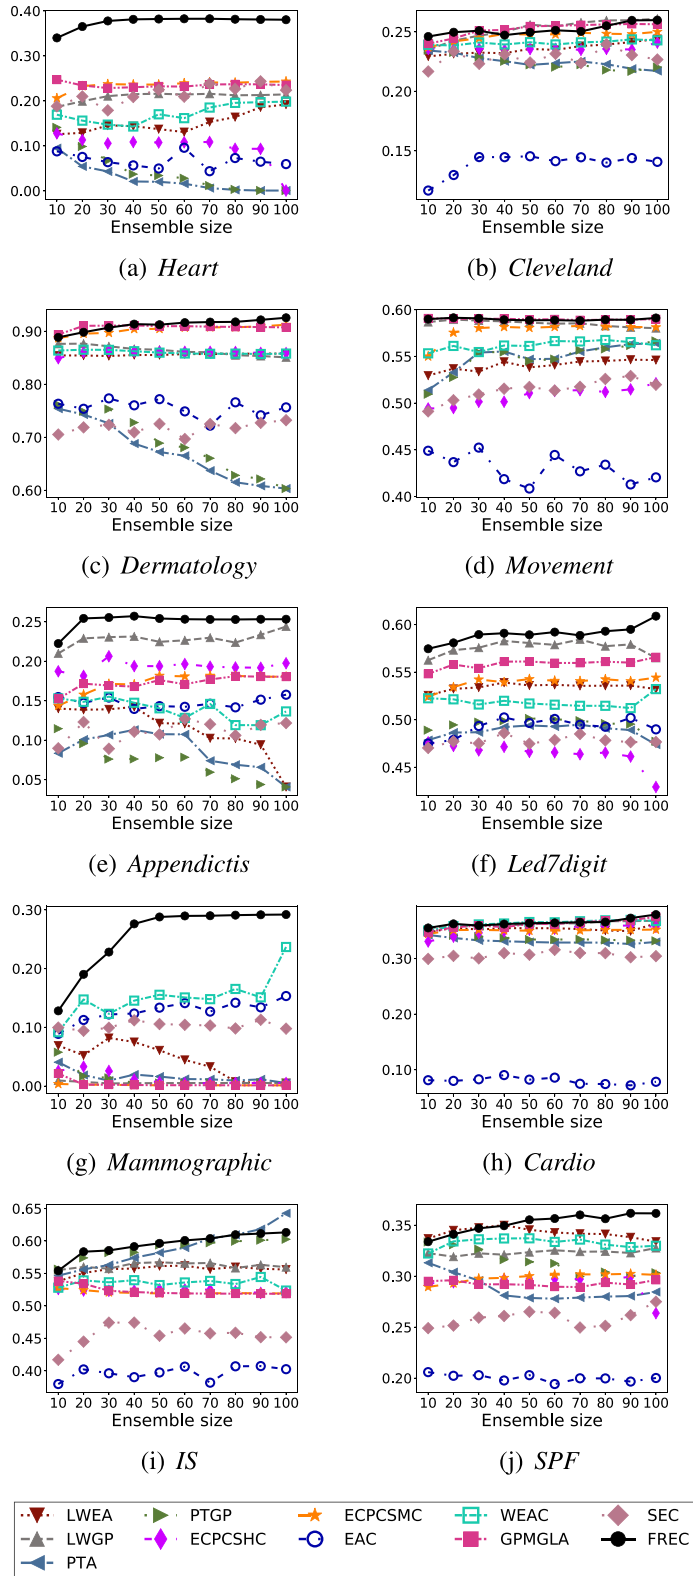 0.40
0.30
0.20
0.10
0.00
10 20 30 40 50 60 70 80 90 100
Ensemble size
(a) Heart
0.25
0.15
10 20 30 40 50 60 70 80 90 100
Ensemble size
(b) Cleveland
0.90
0.80
0.70
0.60
10 20 30 40 50 60 70 80 90 100
Ensemble size
(c) Dermatology
0.60
0.55
0.50
0.45
0.40
10 20 30 40 50 60 70 80 90 100
Ensemble size
(d) Movement
0.25
0.20
0.15
0.10
0.05
10 20 30 40 50 60 70 80 90 100
Ensemble size
(e) Appendictis
0.60
0.55
0.50
0.45
10 20 30 40 50 60 70 80 90 100
Ensemble size
(f) Led7digit
0.30
0.20
0.10
0.00
10 20 30 40 50 60 70 80 90 100
Ensemble size
(g) Mammographic
0.30
0.20
0.10
10 20 30 40 50 60 70 80 90 100
Ensemble size
(h) Cardio
0.65
0.60
0.55
0.50
0.45
0.40
10 20 30 40 50 60 70 80 90 100
Ensemble size
(i) IS
0.35
0.30
0.25
0.20
10 20 30 40 50 60 70 80 90 100
Ensemble size
(j) SPF
LWEA PTGP ECPCSMC WEAC SEC
LWGP ECPCSHC EAC GPMGLA FREC
PTA